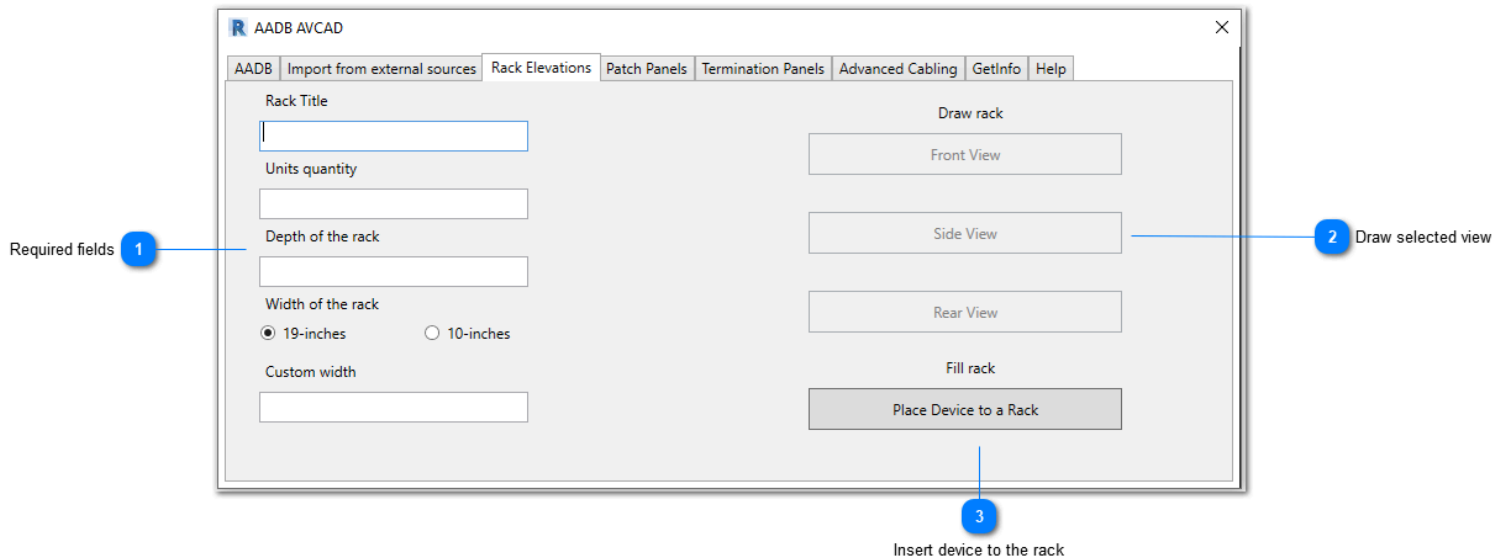 R AADB AVCAD
AADB Import from external sources Rack Elevations Patch Panels Termination Panels Advanced Cabling GetInfo Help
Rack Title
Units quantity
Depth of the rack
Width of the rack
19-inches 10-inches
Custom width
Draw rack
Front View
Side View
Rear View
Fill rack
Place Device to a Rack
Required fields 1
2 Draw selected view
3
Insert device to the rack